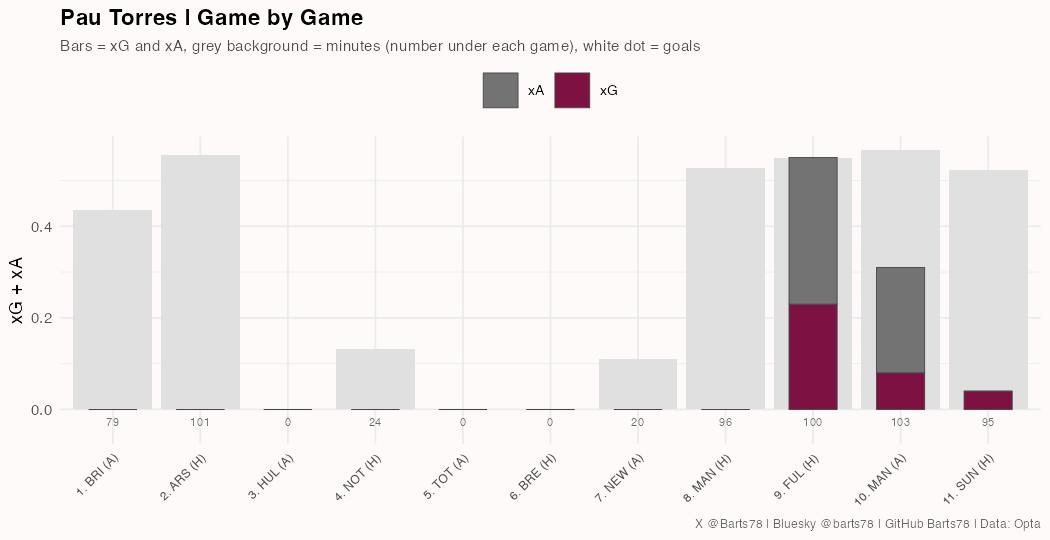 Pau Torres | Game by Game
Bars = xG and xA, grey background = minutes (number under each game), white dot = goals
xA xG
xG + xA
0.4
0.2
0.0
79 101 0 24 0 0 20 96 100 103 95
1. BRI (A)
2. ARS (H)
3. HUL (A)
4. NOT (H)
5. TOT (A)
6. BRE (H)
7. NEW (A)
8. MAN (H)
9. FUL (H)
10. MAN (A)
11. SUN (H)
X @Barts78 | Bluesky @barts78 | GitHub Barts78 | Data: Opta